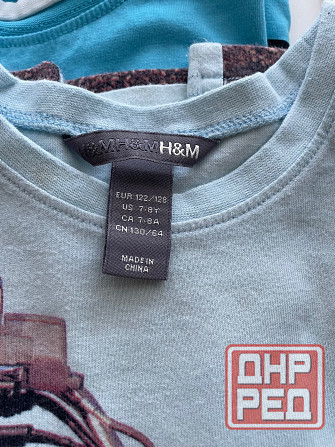 H&M H&M H&M
EUR 122/128
US 7-8Y
CA 7-8A
CN 130/64
MADE IN
CHINA
ДНР
РЕД